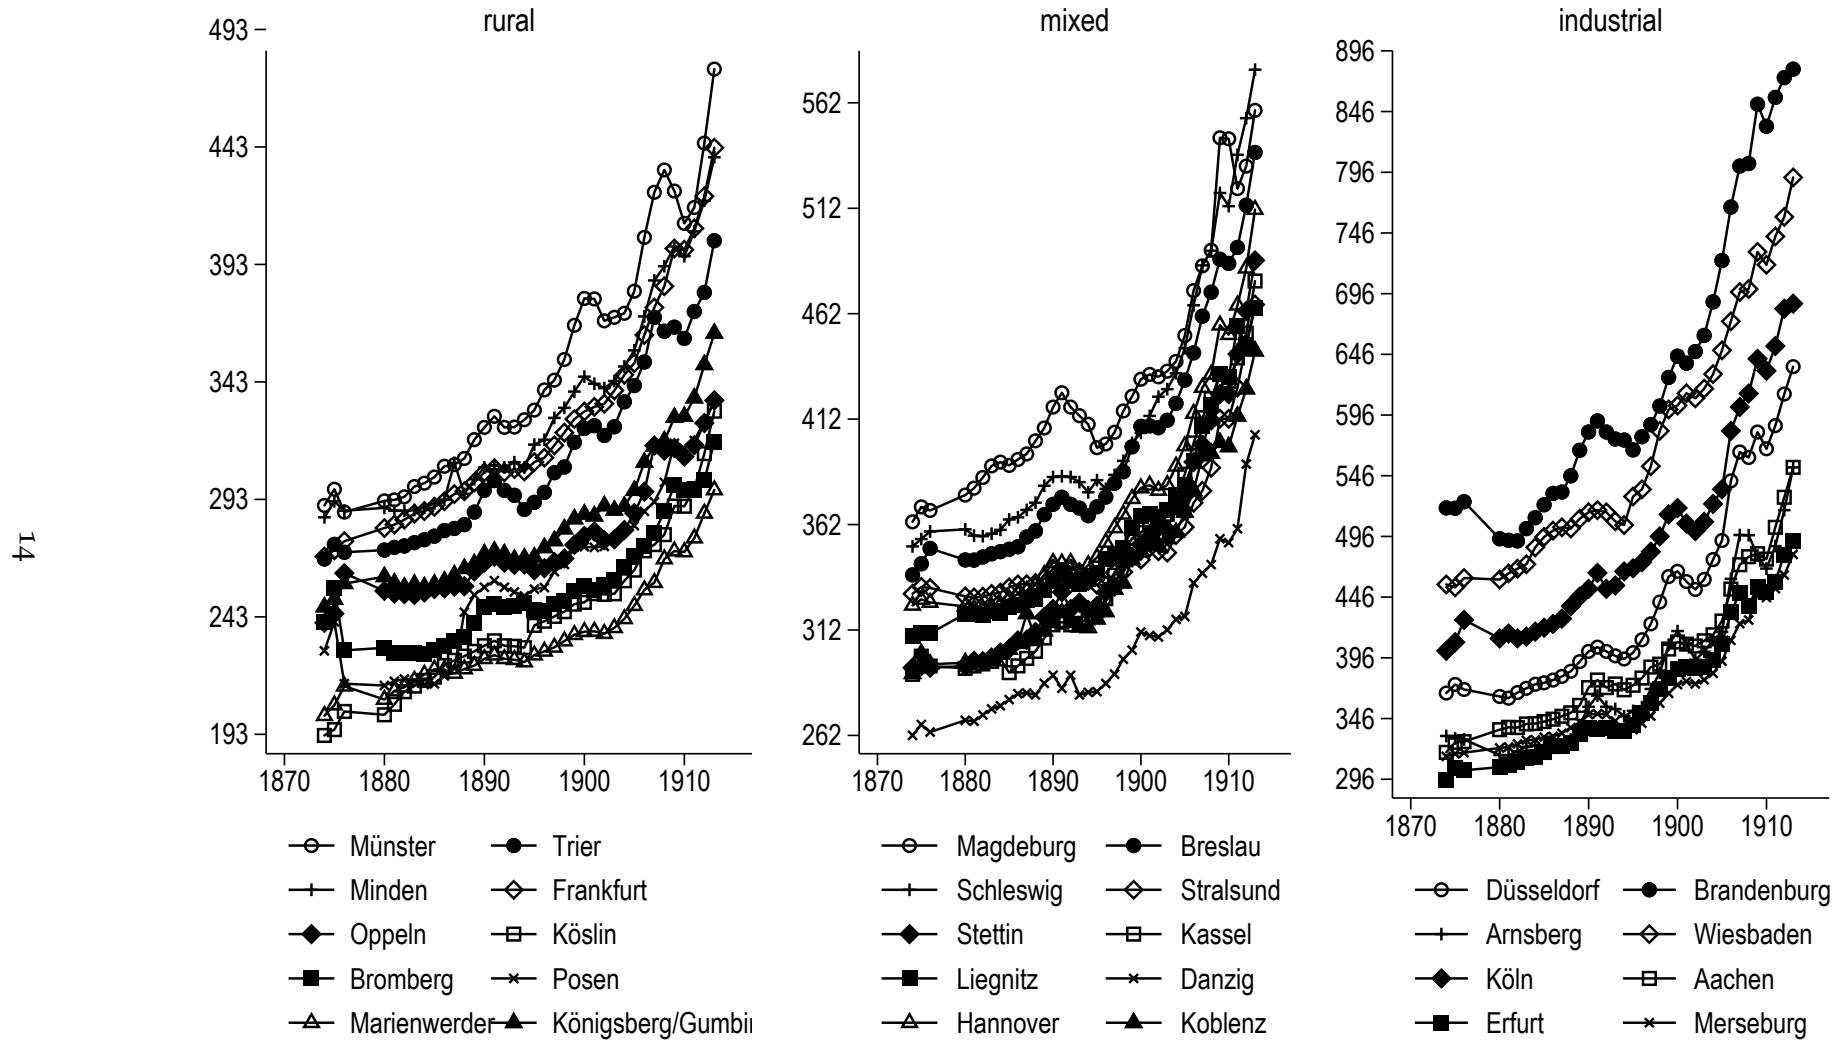 rural
493
443
393
343
293
243
193
1870 1880 1890 1900 1910
Münster Trier
Minden Frankfurt
Oppeln Köslin
Bromberg Posen
Marienwerder Königsberg/Gumbi
mixed
562
512
462
412
362
312
262
1870 1880 1890 1900 1910
Magdeburg Breslau
Schleswig Stralsund
Stettin Kassel
Liegnitz Danzig
Hannover Koblenz
industrial
896
846
796
746
696
646
596
546
496
446
396
346
296
1870 1880 1890 1900 1910
Düsseldorf Brandenburg
Arnsberg Wiesbaden
Köln Aachen
Erfurt Merseburg
14